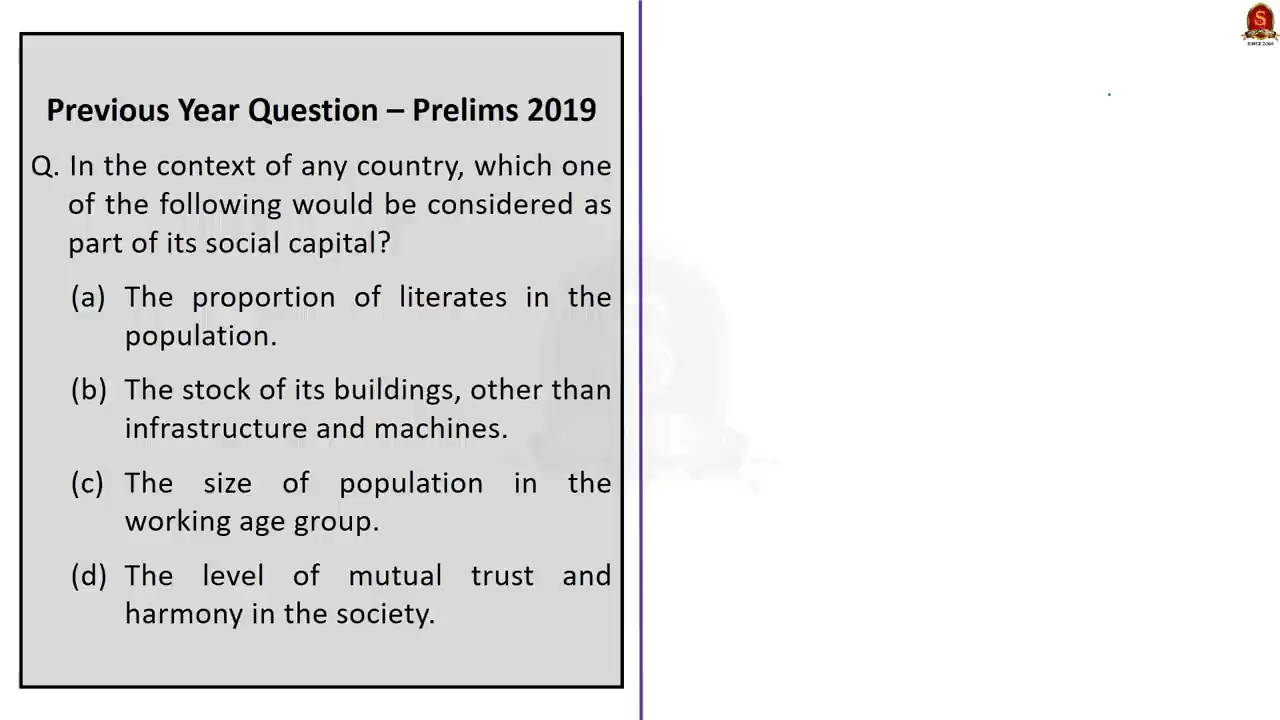 Previous Year Question – Prelims 2019
Q. In the context of any country, which one
of the following would be considered as
part of its social capital?
(a) The proportion of literates in the
population.
(b) The stock of its buildings, other than
infrastructure and machines.
(c) The size of population in the
working age group.
(d) The level of mutual trust and
harmony in the society.
S
SINCE 2004